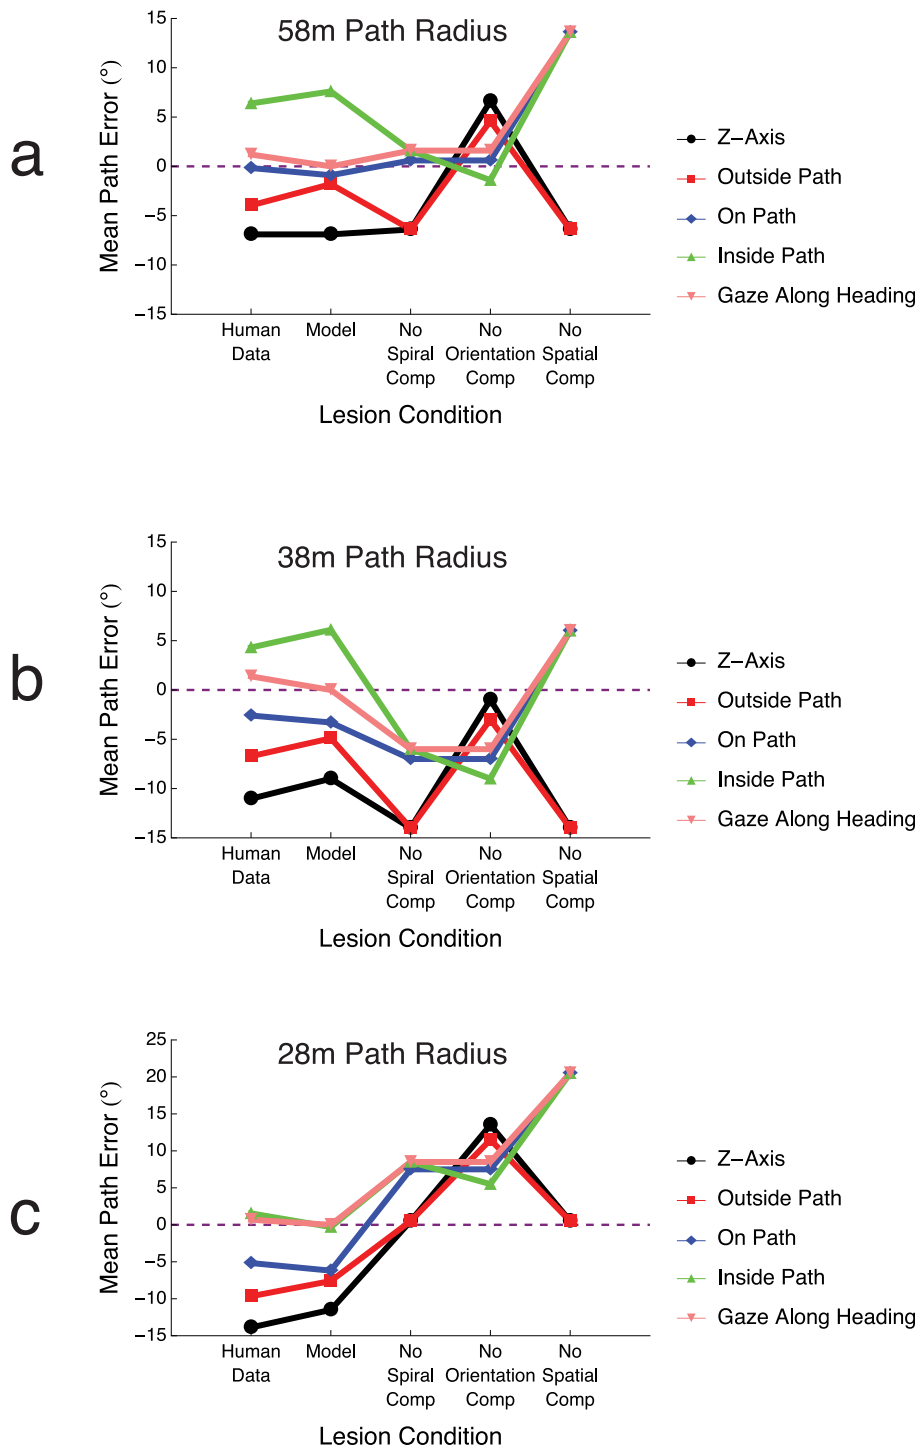 a
58m Path Radius
Mean Path Error (°)
15
10
5
0
−5
−10
−15
Human
Data
Model
No
Spiral
Comp
No
Orientation
Comp
No
Spatial
Comp
Lesion Condition
Z−Axis
Outside Path
On Path
Inside Path
Gaze Along Heading
b
38m Path Radius
Mean Path Error (°)
15
10
5
0
−5
−10
−15
Human
Data
Model
No
Spiral
Comp
No
Orientation
Comp
No
Spatial
Comp
Lesion Condition
Z−Axis
Outside Path
On Path
Inside Path
Gaze Along Heading
c
28m Path Radius
Mean Path Error (°)
25
20
15
10
5
0
−5
−10
−15
Human
Data
Model
No
Spiral
Comp
No
Orientation
Comp
No
Spatial
Comp
Lesion Condition
Z−Axis
Outside Path
On Path
Inside Path
Gaze Along Heading